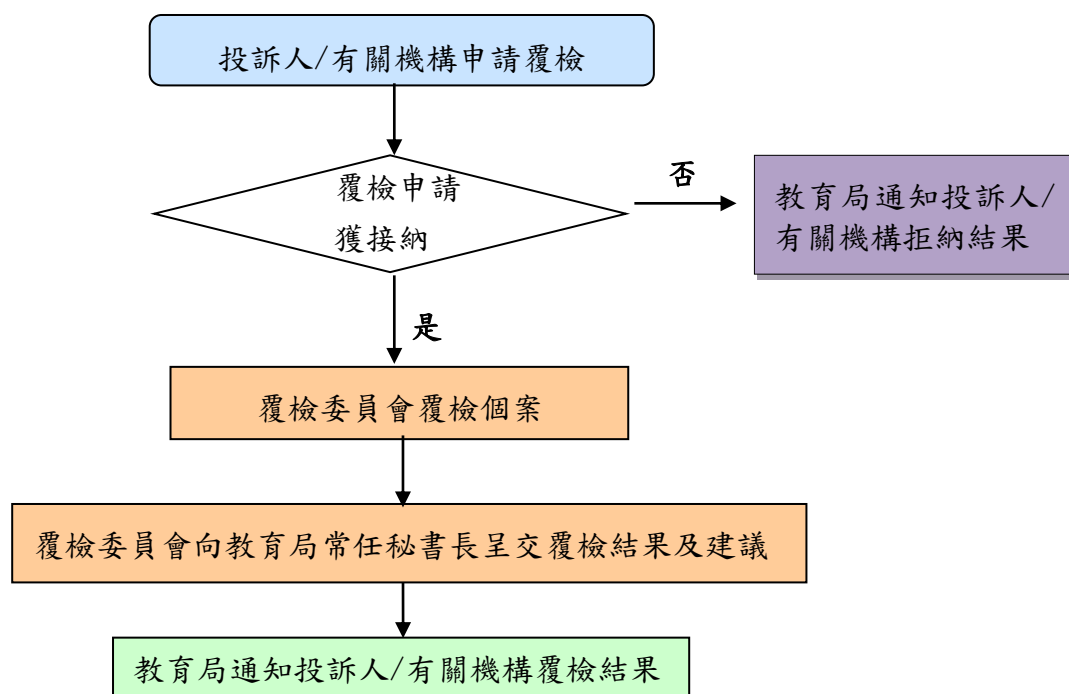 投訴人/有關機構申請覆檢
覆檢申請
獲接納
否
教育局通知投訴人/
有關機構拒納結果
是
覆檢委員會覆檢個案
覆檢委員會向教育局常任秘書長呈交覆檢結果及建議
教育局通知投訴人/有關機構覆檢結果